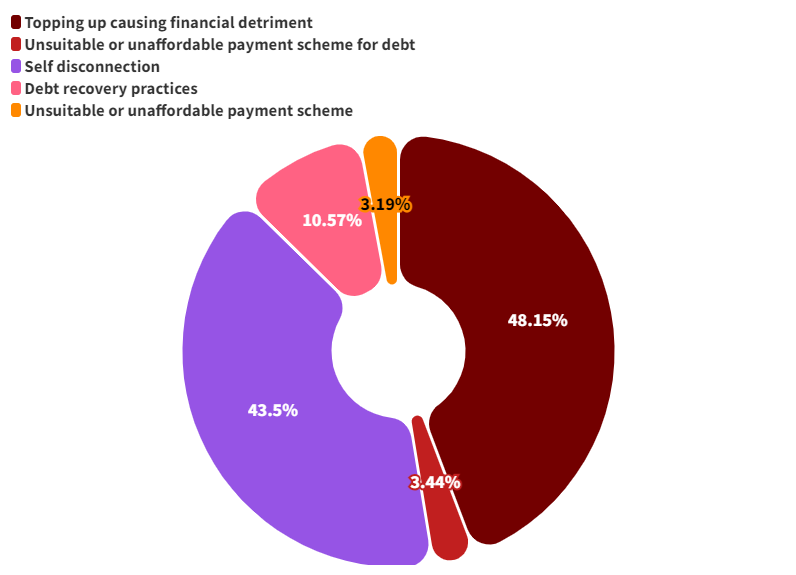 Topping up causing financial detriment
Unsuitable or unaffordable payment scheme for debt
Self disconnection
Debt recovery practices
Unsuitable or unaffordable payment scheme
3.19%
10.57%
48.15%
43.5%
3.44%